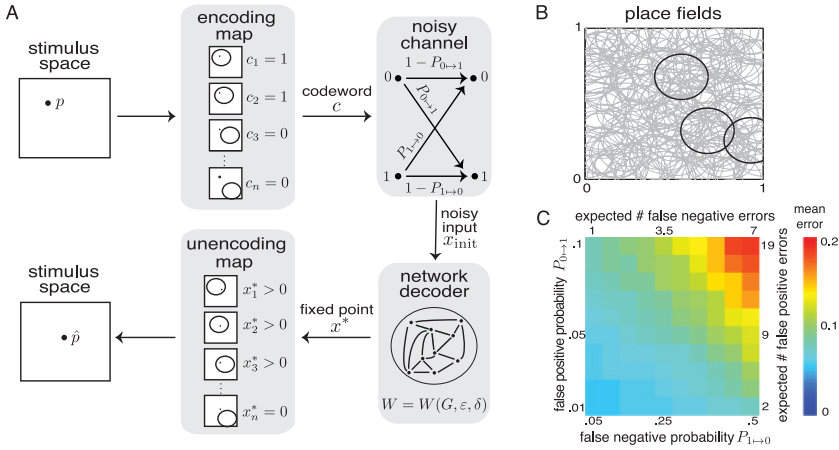 A
stimulus
space
p
encoding
map
c₁ = 1
c₂ = 1
c₃ = 0
cₙ = 0
codeword
c
noisy
channel
1 − P₀↦₁
0
0
P₀↦₁
P₁↦₀
1
1
1 − P₁↦₀
noisy
input
x_init
network
decoder
W = W(G, ε, δ)
fixed point
x*
unencoding
map
x₁* > 0
x₂* > 0
x₃* > 0
xₙ* = 0
stimulus
space
p̂
B
place fields
1
0
0
1
C
expected # false negative errors
1
3.5
7
mean
error
false positive probability P₀↦₁
.1
.05
.01
19
9
2
expected # false positive errors
0.2
0.1
0
.05
.25
.5
false negative probability P₁↦₀